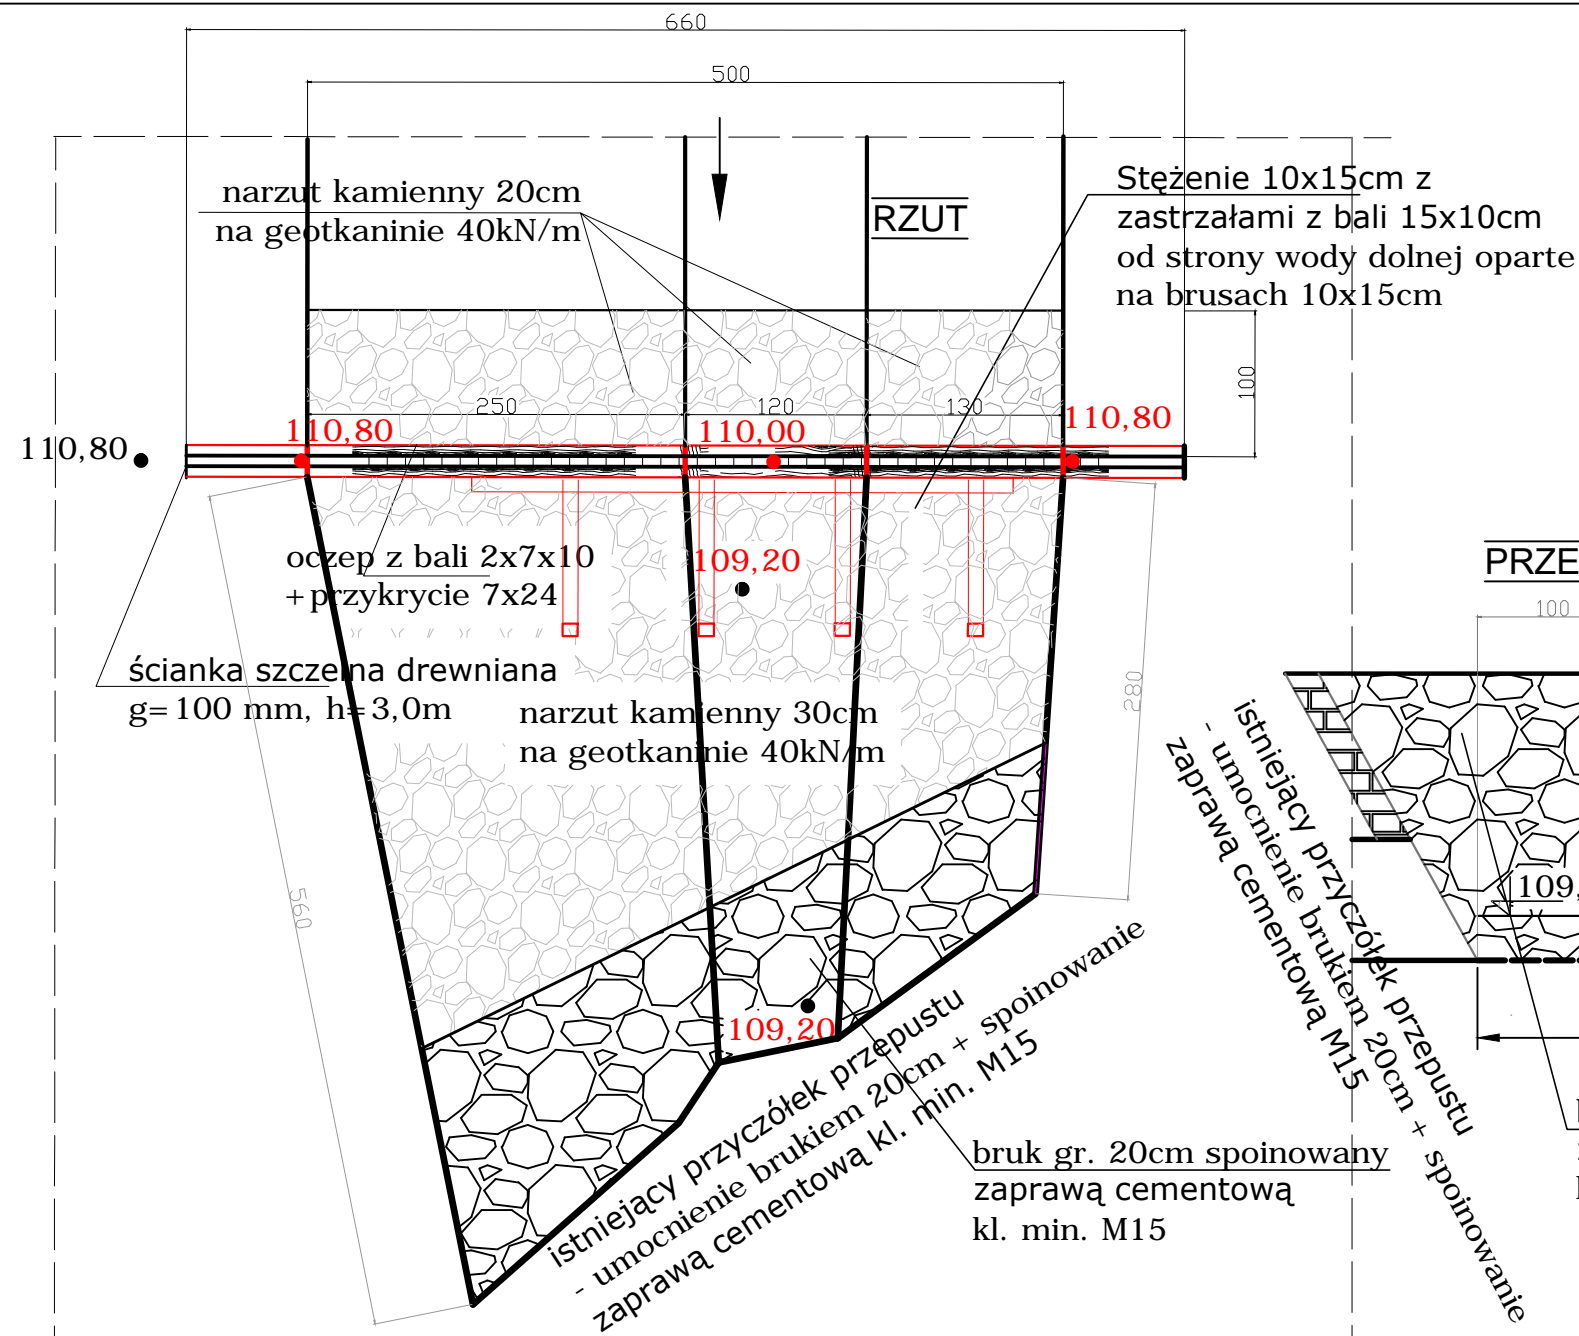 660
500
narzut kamienny 20cm
na geotkaninie 40kN/m
RZUT
Stężenie 10x15cm z
zastrzałami z bali 15x10cm
od strony wody dolnej oparte
na brusach 10x15cm
100
250
120
130
110,80
110,80
110,00
110,80
109,20
oczep z bali 2x7x10
+przykrycie 7x24
ścianka szczelna drewniana
g=100 mm, h=3,0m
narzut kamienny 30cm
na geotkaninie 40kN/m
280
560
109,20
istniejący przyczółek przepustu
- umocnienie brukiem 20cm + spoinowanie
zaprawą cementową kl. min. M15
bruk gr. 20cm spoinowany
zaprawą cementową
kl. min. M15
PRZE
100
istniejący przyczółek przepustu
- umocnienie brukiem 20cm + spoinowanie
zaprawą cementową M15
109,